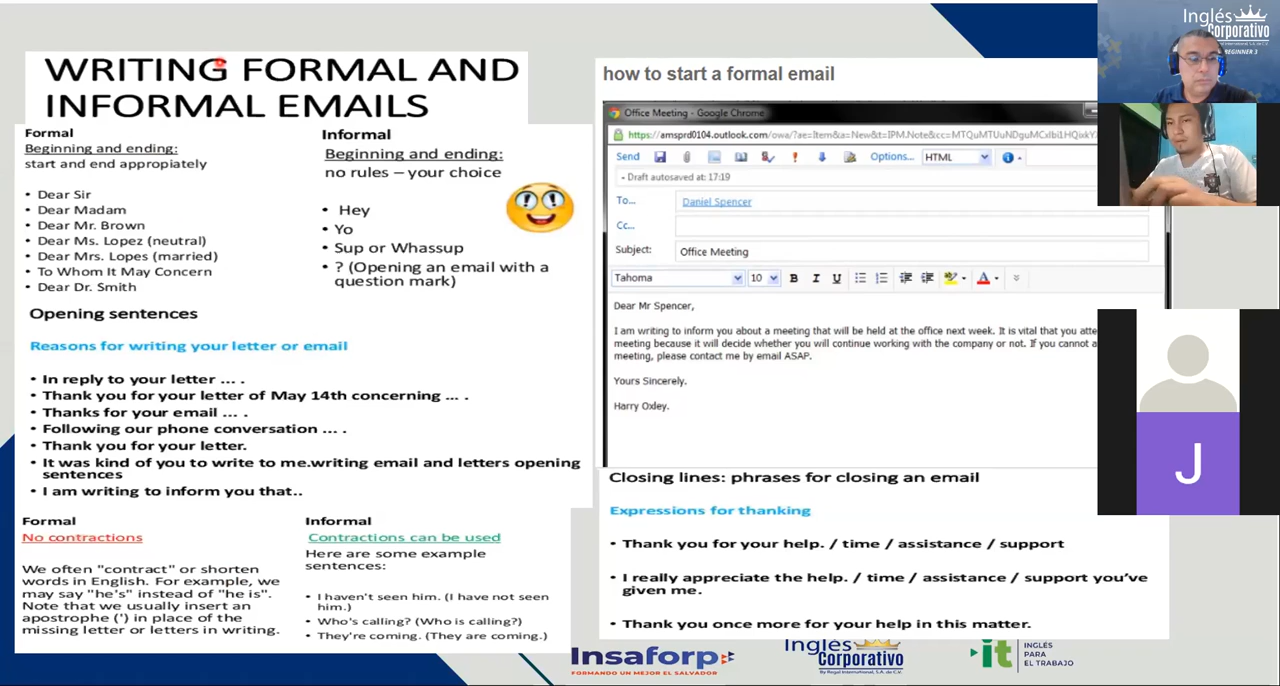 WRITING FORMAL AND
INFORMAL EMAILS
Formal
Beginning and ending:
start and end appropiately
• Dear Sir
• Dear Madam
• Dear Mr. Brown
• Dear Ms. Lopez (neutral)
• Dear Mrs. Lopes (married)
• To Whom It May Concern
• Dear Dr. Smith
Informal
Beginning and ending:
no rules – your choice
• Hey
• Yo
• Sup or Whassup
• ? (Opening an email with a
question mark)
Opening sentences
Reasons for writing your letter or email
• In reply to your letter ... .
• Thank you for your letter of May 14th concerning ... .
• Thanks for your email ... .
• Following our phone conversation ... .
• Thank you for your letter.
• It was kind of you to write to me.writing email and letters opening
sentences
• I am writing to inform you that..
Formal
No contractions
We often "contract" or shorten
words in English. For example, we
may say "he's" instead of "he is".
Note that we usually insert an
apostrophe (') in place of the
missing letter or letters in writing.
Informal
Contractions can be used
Here are some example
sentences:
• I haven't seen him. (I have not seen
him.)
• Who's calling? (Who is calling?)
• They're coming. (They are coming.)
how to start a formal email
Office Meeting - Google Chrome
Send
Options...
HTML
- Draft autosaved at: 17:19
To...
Daniel Spencer
Cc...
Subject:
Office Meeting
Tahoma
10
B I U
A
Dear Mr Spencer,
I am writing to inform you about a meeting that will be held at the office next week. It is vital that you
meeting because it will decide whether you will continue working with the company or not. If you cannot
meeting, please contact me by email ASAP.
Yours Sincerely.
Harry Oxley.
Closing lines: phrases for closing an email
Expressions for thanking
• Thank you for your help. / time / assistance / support
• I really appreciate the help. / time / assistance / support you've
given me.
• Thank you once more for your help in this matter.
Insaforp
FORMANDO UN MEJOR EL SALVADOR
Inglés
Corporativo
By Regal International, S.A. de C.V.
it
INGLÉS
PARA
EL TRABAJO
Inglés
Corporativo
BEGINNER 3
J